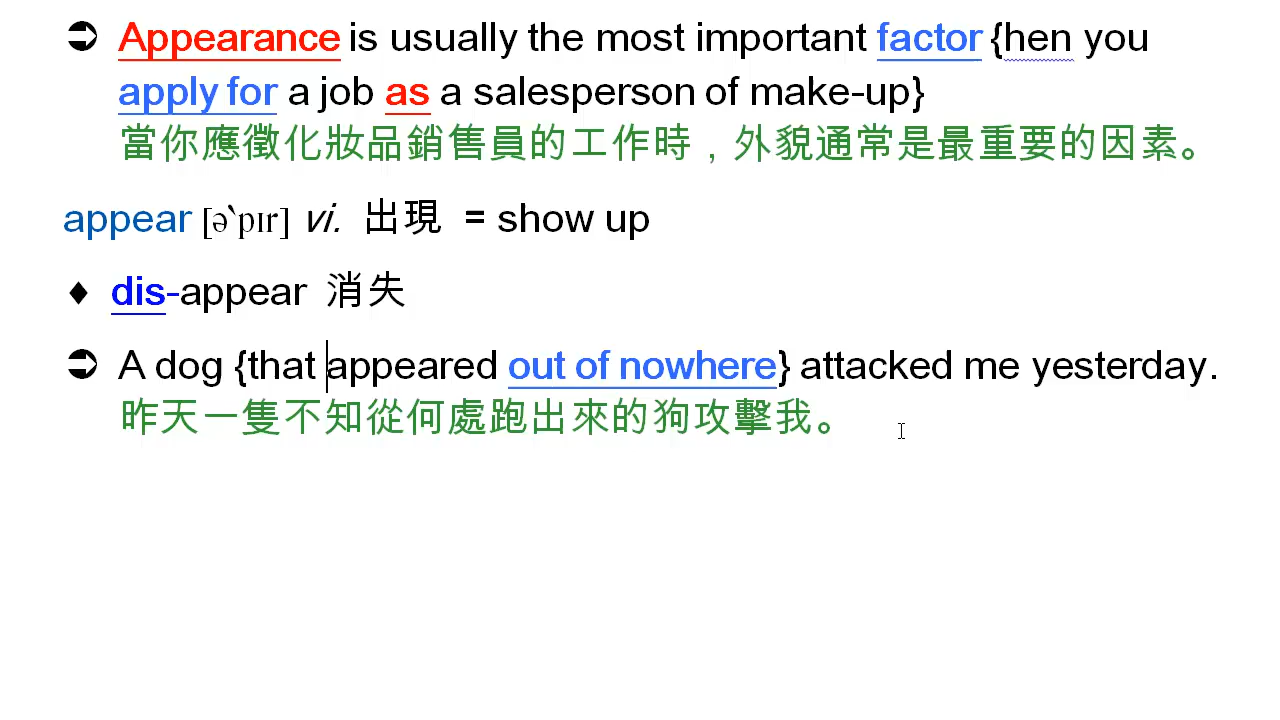 ➲ Appearance is usually the most important factor {hen you
apply for a job as a salesperson of make-up}
當你應徵化妝品銷售員的工作時，外貌通常是最重要的因素。
appear [əˋpɪr] vi. 出現 = show up
♦ dis-appear 消失
➲ A dog {that appeared out of nowhere} attacked me yesterday.
昨天一隻不知從何處跑出來的狗攻擊我。